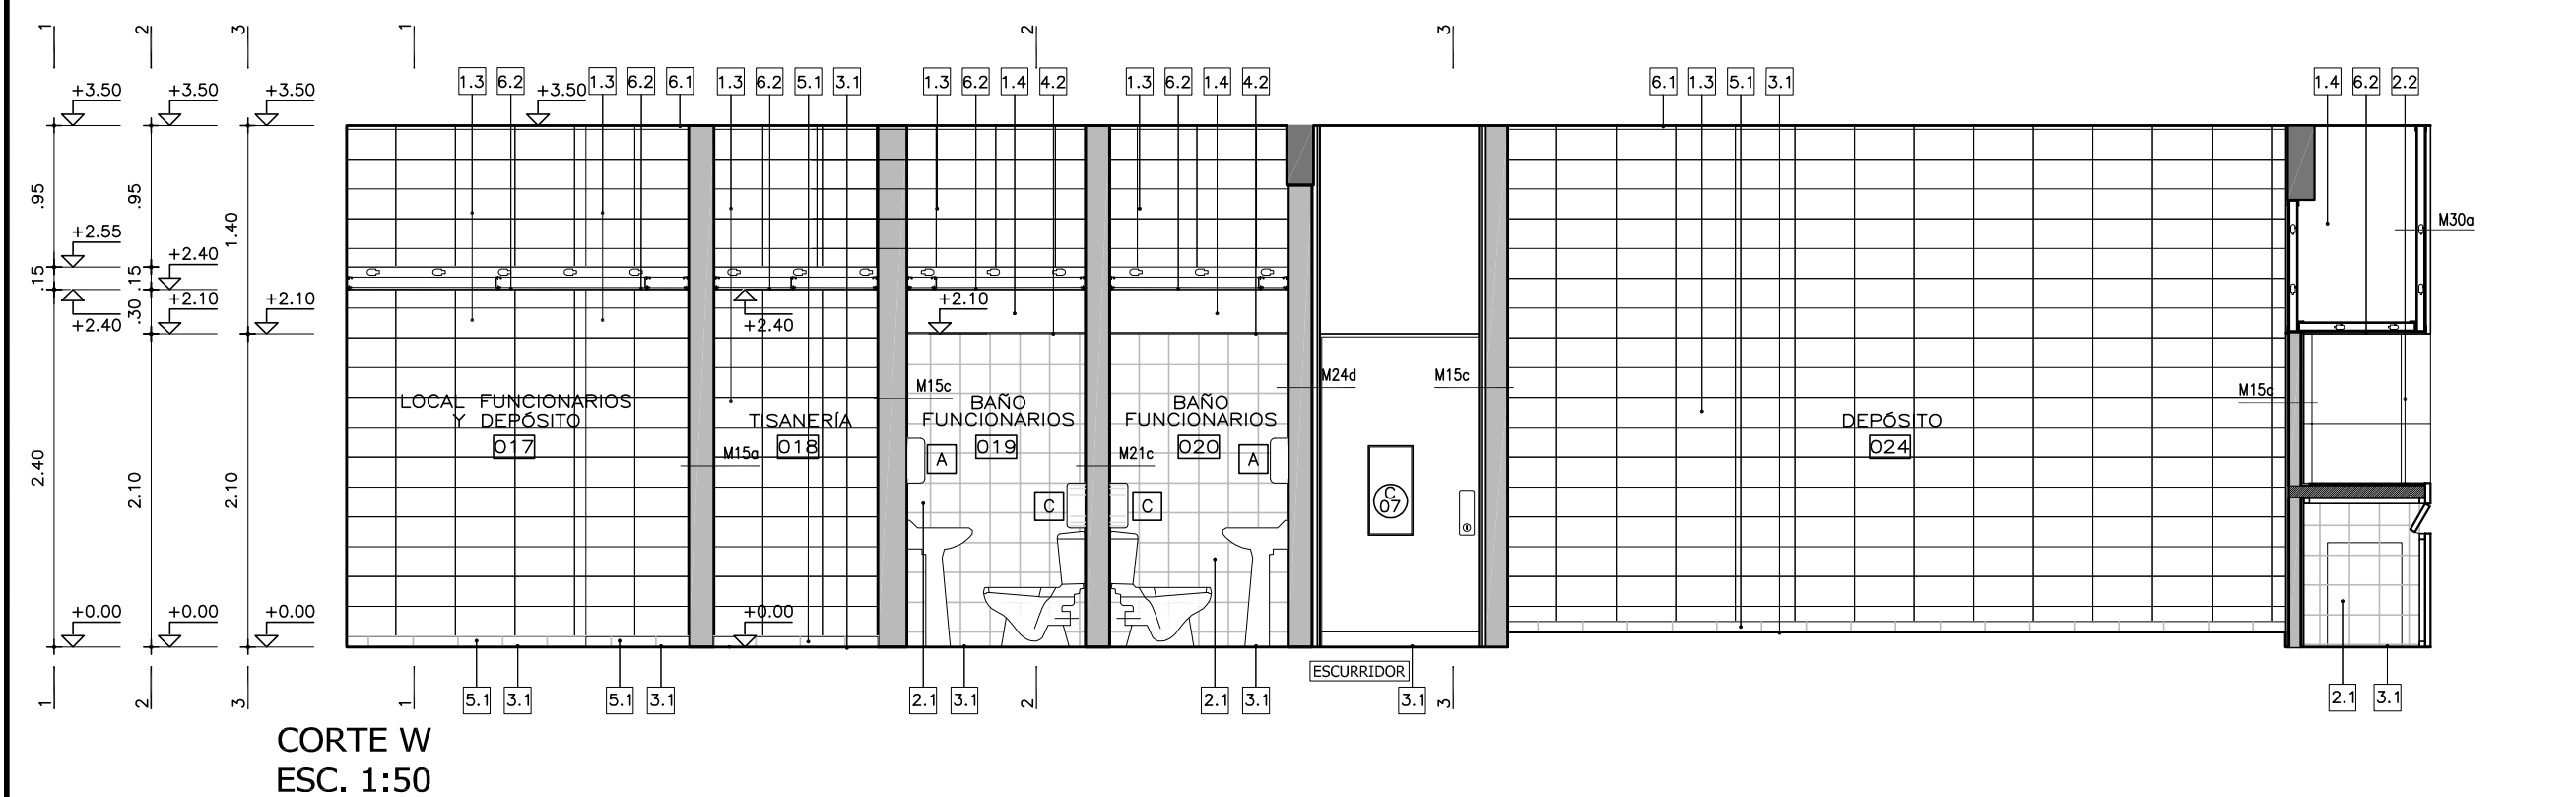 1 2 3 1 2 3
1.3 6.2 1.3 6.2 6.1 1.3 6.2 5.1 3.1 1.3 6.2 1.4 4.2 1.3 6.2 1.4 4.2 6.1 1.3 5.1 3.1 1.4 6.2 2.2
+3.50 +3.50 +3.50 +3.50
.95 .95 1.40
M30a
+2.55
+2.40
.15 .15
+2.10 +2.10 +2.10
.30
+2.40 +2.40
M24d M15c
M15c M15c
LOCAL FUNCIONARIOS
Y DEPÓSITO
017
TISANERÍA
018
BAÑO
FUNCIONARIOS
019
BAÑO
FUNCIONARIOS
020
DEPÓSITO
024
M15a M21c
A A
2.40 2.10 2.10
C C
C
07
+0.00 +0.00 +0.00 +0.00
ESCURRIDOR
5.1 3.1 5.1 3.1 2.1 3.1 2.1 3.1 3.1 2.1 3.1
1 2 3 1 2 3
CORTE W
ESC. 1:50